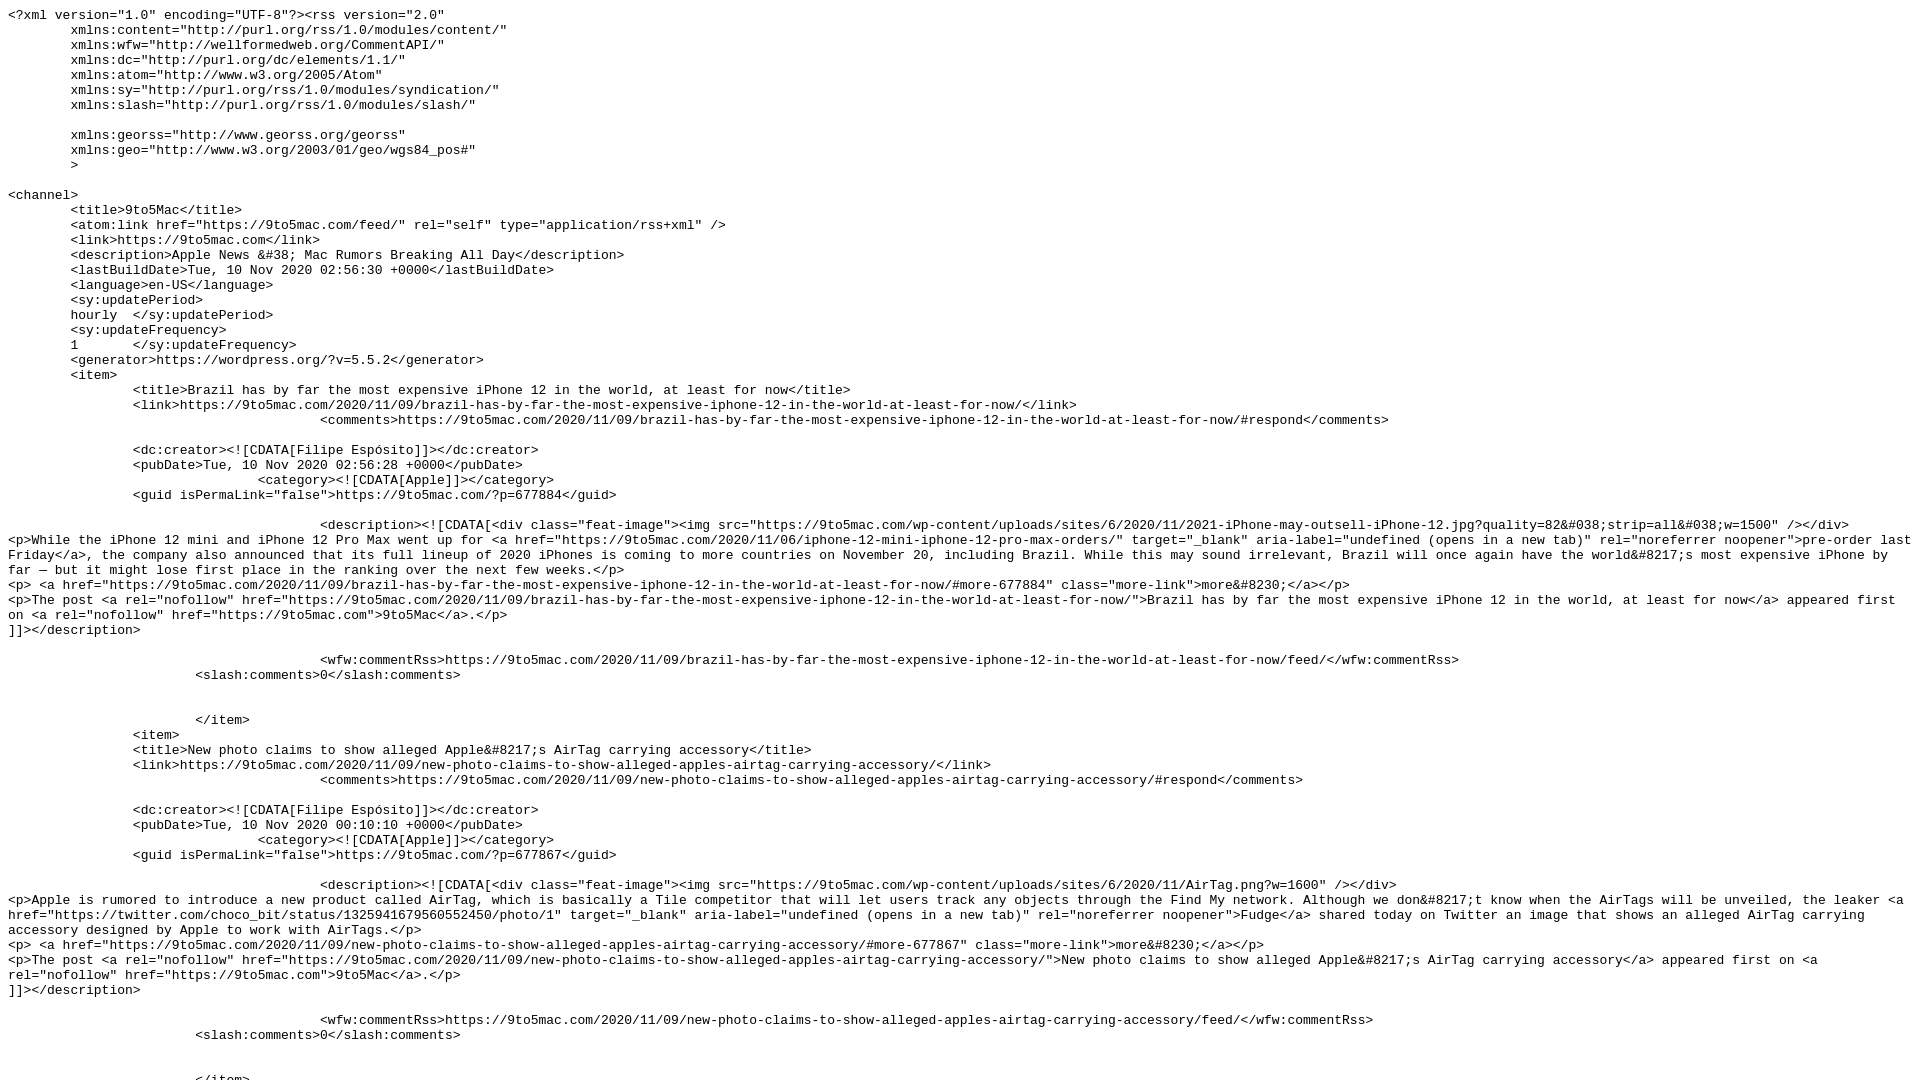 <?xml version="1.0" encoding="UTF-8"?><rss version="2.0"
xmlns:content="http://purl.org/rss/1.0/modules/content/"
xmlns:wfw="http://wellformedweb.org/CommentAPI/"
xmlns:dc="http://purl.org/dc/elements/1.1/"
xmlns:atom="http://www.w3.org/2005/Atom"
xmlns:sy="http://purl.org/rss/1.0/modules/syndication/"
xmlns:slash="http://purl.org/rss/1.0/modules/slash/"
xmlns:georss="http://www.georss.org/georss"
xmlns:geo="http://www.w3.org/2003/01/geo/wgs84_pos#"
>
<channel>
<title>9to5Mac</title>
<atom:link href="https://9to5mac.com/feed/" rel="self" type="application/rss+xml" />
<link>https://9to5mac.com</link>
<description>Apple News &#38; Mac Rumors Breaking All Day</description>
<lastBuildDate>Tue, 10 Nov 2020 02:56:30 +0000</lastBuildDate>
<language>en-US</language>
<sy:updatePeriod>
hourly  </sy:updatePeriod>
<sy:updateFrequency>
1       </sy:updateFrequency>
<generator>https://wordpress.org/?v=5.5.2</generator>
<item>
<title>Brazil has by far the most expensive iPhone 12 in the world, at least for now</title>
<link>https://9to5mac.com/2020/11/09/brazil-has-by-far-the-most-expensive-iphone-12-in-the-world-at-least-for-now/</link>
<comments>https://9to5mac.com/2020/11/09/brazil-has-by-far-the-most-expensive-iphone-12-in-the-world-at-least-for-now/#respond</comments>
<dc:creator><![CDATA[Filipe Espósito]]></dc:creator>
<pubDate>Tue, 10 Nov 2020 02:56:28 +0000</pubDate>
<category><![CDATA[Apple]]></category>
<guid isPermaLink="false">https://9to5mac.com/?p=677884</guid>
<description><![CDATA[<div class="feat-image"><img src="https://9to5mac.com/wp-content/uploads/sites/6/2020/11/2021-iPhone-may-outsell-iPhone-12.jpg?quality=82&#038;strip=all&#038;w=1500" /></div>
<p>While the iPhone 12 mini and iPhone 12 Pro Max went up for <a href="https://9to5mac.com/2020/11/06/iphone-12-mini-iphone-12-pro-max-orders/" target="_blank" aria-label="undefined (opens in a new tab)" rel="noreferrer noopener">pre-order last
Friday</a>, the company also announced that its full lineup of 2020 iPhones is coming to more countries on November 20, including Brazil. While this may sound irrelevant, Brazil will once again have the world&#8217;s most expensive iPhone by
far — but it might lose first place in the ranking over the next few weeks.</p>
<p> <a href="https://9to5mac.com/2020/11/09/brazil-has-by-far-the-most-expensive-iphone-12-in-the-world-at-least-for-now/#more-677884" class="more-link">more&#8230;</a></p>
<p>The post <a rel="nofollow" href="https://9to5mac.com/2020/11/09/brazil-has-by-far-the-most-expensive-iphone-12-in-the-world-at-least-for-now/">Brazil has by far the most expensive iPhone 12 in the world, at least for now</a> appeared first
on <a rel="nofollow" href="https://9to5mac.com">9to5Mac</a>.</p>
]]></description>
<wfw:commentRss>https://9to5mac.com/2020/11/09/brazil-has-by-far-the-most-expensive-iphone-12-in-the-world-at-least-for-now/feed/</wfw:commentRss>
<slash:comments>0</slash:comments>
</item>
<item>
<title>New photo claims to show alleged Apple&#8217;s AirTag carrying accessory</title>
<link>https://9to5mac.com/2020/11/09/new-photo-claims-to-show-alleged-apples-airtag-carrying-accessory/</link>
<comments>https://9to5mac.com/2020/11/09/new-photo-claims-to-show-alleged-apples-airtag-carrying-accessory/#respond</comments>
<dc:creator><![CDATA[Filipe Espósito]]></dc:creator>
<pubDate>Tue, 10 Nov 2020 00:10:10 +0000</pubDate>
<category><![CDATA[Apple]]></category>
<guid isPermaLink="false">https://9to5mac.com/?p=677867</guid>
<description><![CDATA[<div class="feat-image"><img src="https://9to5mac.com/wp-content/uploads/sites/6/2020/11/AirTag.png?w=1600" /></div>
<p>Apple is rumored to introduce a new product called AirTag, which is basically a Tile competitor that will let users track any objects through the Find My network. Although we don&#8217;t know when the AirTags will be unveiled, the leaker <a
href="https://twitter.com/choco_bit/status/1325941679560552450/photo/1" target="_blank" aria-label="undefined (opens in a new tab)" rel="noreferrer noopener">Fudge</a> shared today on Twitter an image that shows an alleged AirTag carrying
accessory designed by Apple to work with AirTags.</p>
<p> <a href="https://9to5mac.com/2020/11/09/new-photo-claims-to-show-alleged-apples-airtag-carrying-accessory/#more-677867" class="more-link">more&#8230;</a></p>
<p>The post <a rel="nofollow" href="https://9to5mac.com/2020/11/09/new-photo-claims-to-show-alleged-apples-airtag-carrying-accessory/">New photo claims to show alleged Apple&#8217;s AirTag carrying accessory</a> appeared first on <a
rel="nofollow" href="https://9to5mac.com">9to5Mac</a>.</p>
]]></description>
<wfw:commentRss>https://9to5mac.com/2020/11/09/new-photo-claims-to-show-alleged-apples-airtag-carrying-accessory/feed/</wfw:commentRss>
<slash:comments>0</slash:comments>
</item>